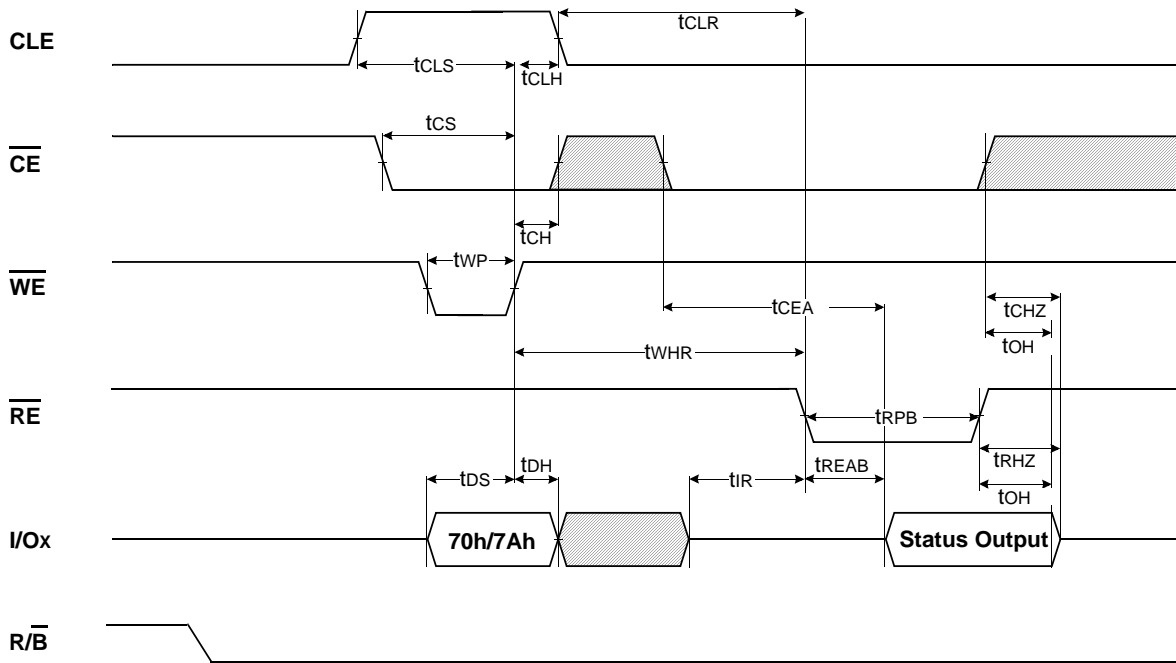 CLE
tCLR
tCLS
tCLH
tCS
CE
tCH
tWP
WE
tCEA
tCHZ
tWHR
tOH
RE
tRPB
tREAB
tRHZ
tDS
tDH
tIR
tOH
I/Ox
70h/7Ah
Status Output
R/B